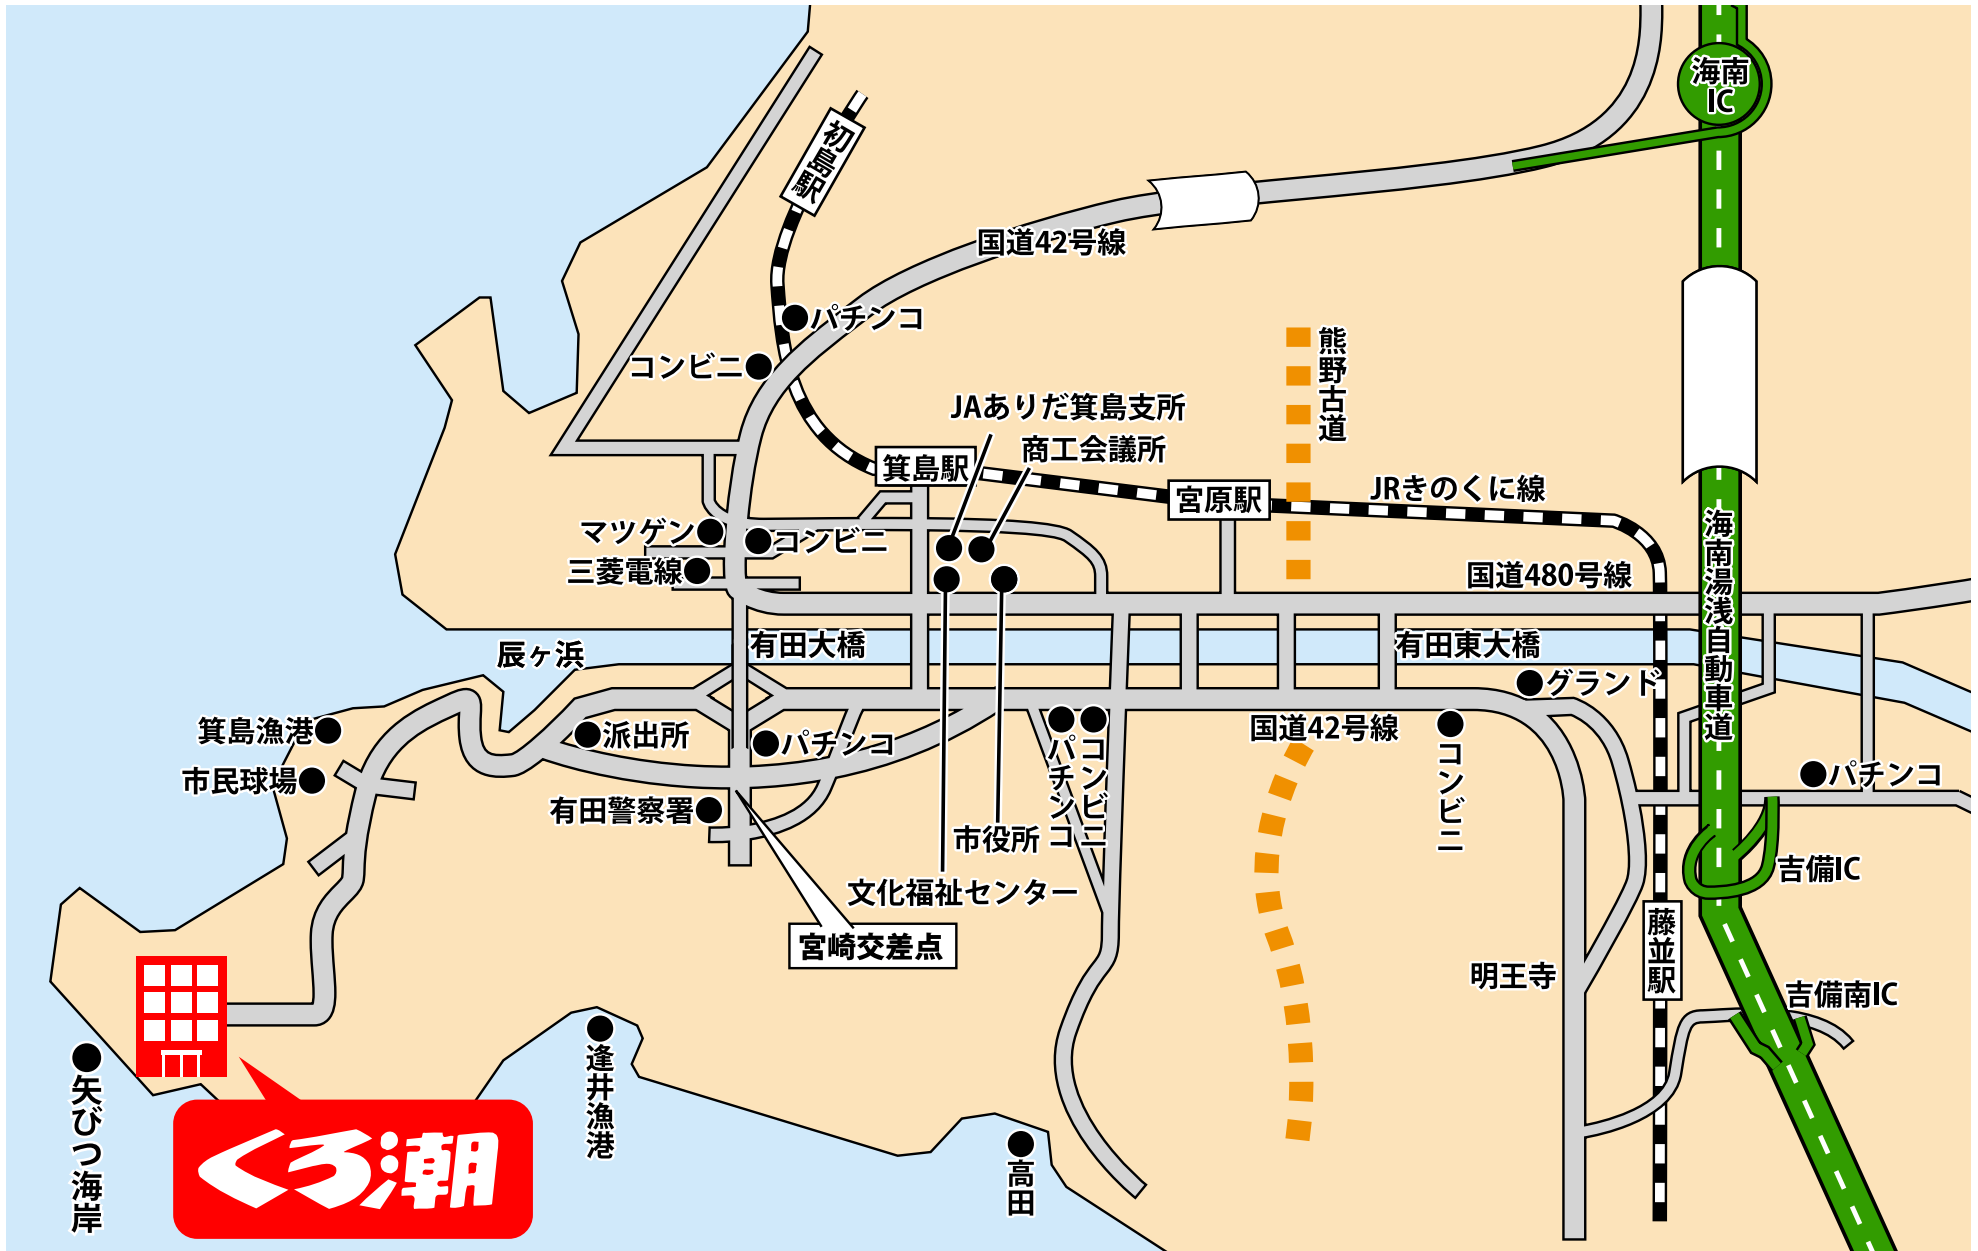 海南
IC
初島駅
国道42号線
パチンコ
コンビニ
熊野古道
JAありだ箕島支所
商工会議所
箕島駅
宮原駅
JRきのくに線
マツゲン
コンビニ
三菱電線
国道480号線
海南湯浅自動車道
辰ヶ浜
有田大橋
有田東大橋
グランド
箕島漁港
派出所
パチンコ
パチンコ
コンビニ
国道42号線
コンビニ
市民球場
パチンコ
有田警察署
市役所
文化福祉センター
吉備IC
宮崎交差点
藤並駅
明王寺
吉備南IC
矢びつ海岸
逢井漁港
高田
くろ潮